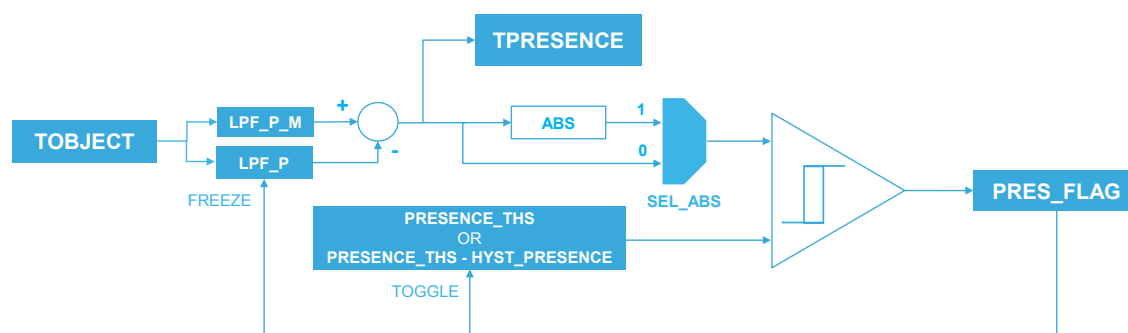 TPRESENCE
+
LPF_P_M
1
ABS
TOBJECT
-
0
LPF_P
FREEZE
SEL_ABS
PRES_FLAG
PRESENCE_THS
OR
PRESENCE_THS - HYST_PRESENCE
TOGGLE